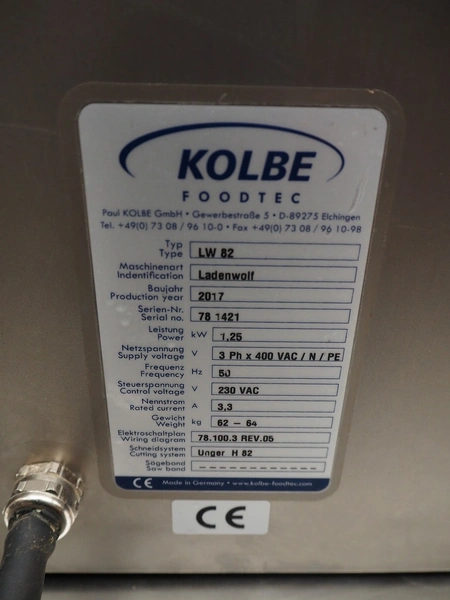 KOLBE
FOODTEC
Paul KOLBE GmbH • Gewerbestraße 5 • D-89275 Elchingen
Tel. +49(0) 73 08 / 96 10-0 • Fax +49(0) 73 08 / 96 10-98
Typ
Type LW 82
Maschinenart
Indentification Ladenwolf
Baujahr
Production year 2017
Serien-Nr.
Serial no. 78 1421
Leistung
Power kW 1,25
Netzspannung
Supply voltage V 3 Ph x 400 VAC / N / PE
Frequenz
Frequency Hz 50
Steuerspannung
Control voltage V 230 VAC
Nennstrom
Rated current A 3,3
Gewicht
Weight kg 62 – 64
Elektroschaltplan
Wiring diagram 78.100.3 REV.05
Schneidsystem
Cutting system Unger H 82
Sägeband
Saw band – – – – – – – – – – – –
CE Made in Germany • www.kolbe-foodtec.com
CE